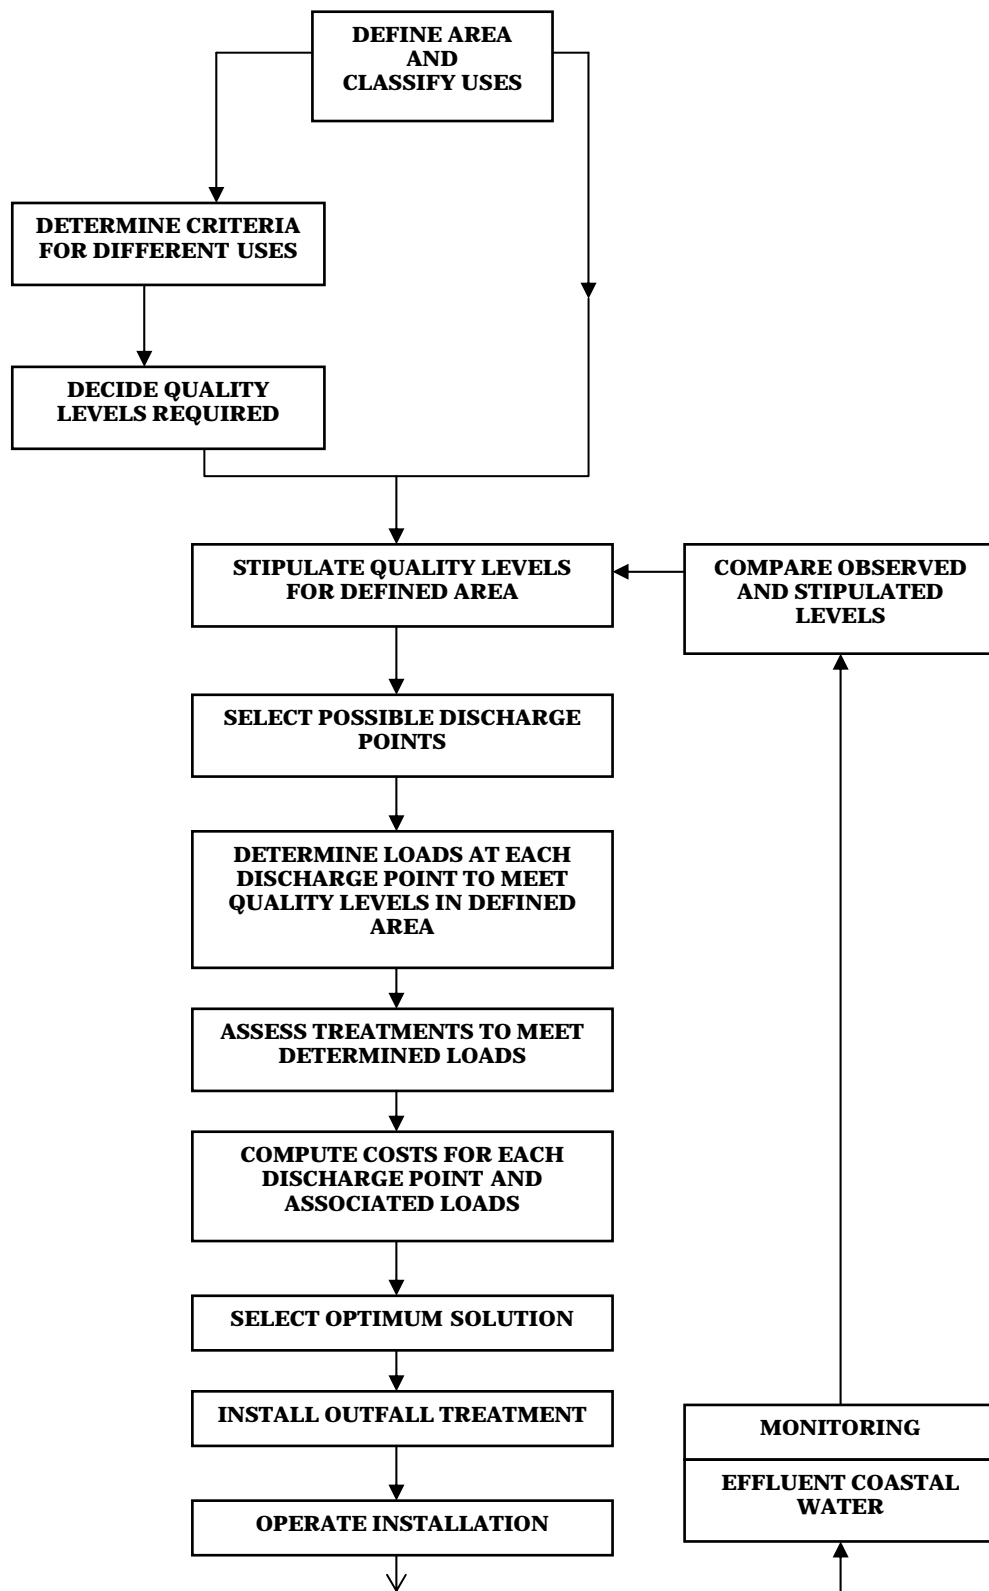 DEFINE AREA
AND
CLASSIFY USES
DETERMINE CRITERIA
FOR DIFFERENT USES
DECIDE QUALITY
LEVELS REQUIRED
STIPULATE QUALITY LEVELS
FOR DEFINED AREA
COMPARE OBSERVED
AND STIPULATED
LEVELS
SELECT POSSIBLE DISCHARGE
POINTS
DETERMINE LOADS AT EACH
DISCHARGE POINT TO MEET
QUALITY LEVELS IN DEFINED
AREA
ASSESS TREATMENTS TO MEET
DETERMINED LOADS
COMPUTE COSTS FOR EACH
DISCHARGE POINT AND
ASSOCIATED LOADS
SELECT OPTIMUM SOLUTION
INSTALL OUTFALL TREATMENT
OPERATE INSTALLATION
MONITORING
EFFLUENT COASTAL
WATER